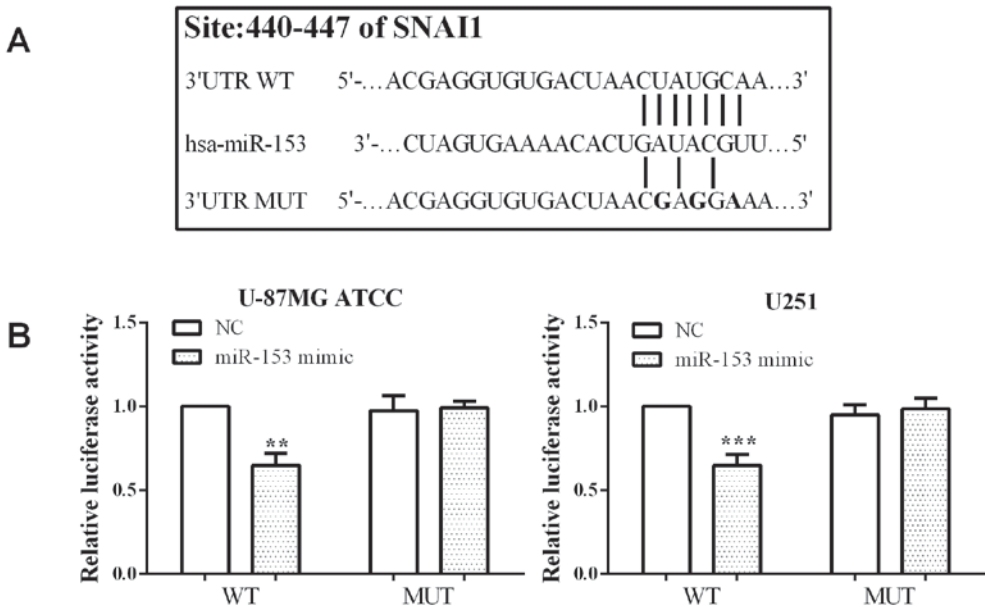 A
Site:440-447 of SNAI1
3'UTR WT 5'-…ACGAGGUGUGACUAACUAUGCAA…3'
hsa-miR-153 3'-…CUAGUGAAAACACUGAUACGUU…5'
3'UTR MUT 5'-…ACGAGGUGUGACUAACGAGGAAA…3'
B
U-87MG ATCC
Relative luciferase activity
1.5
1.0
0.5
0.0
NC
miR-153 mimic
**
WT MUT
U251
Relative luciferase activity
1.5
1.0
0.5
0.0
NC
miR-153 mimic
***
WT MUT